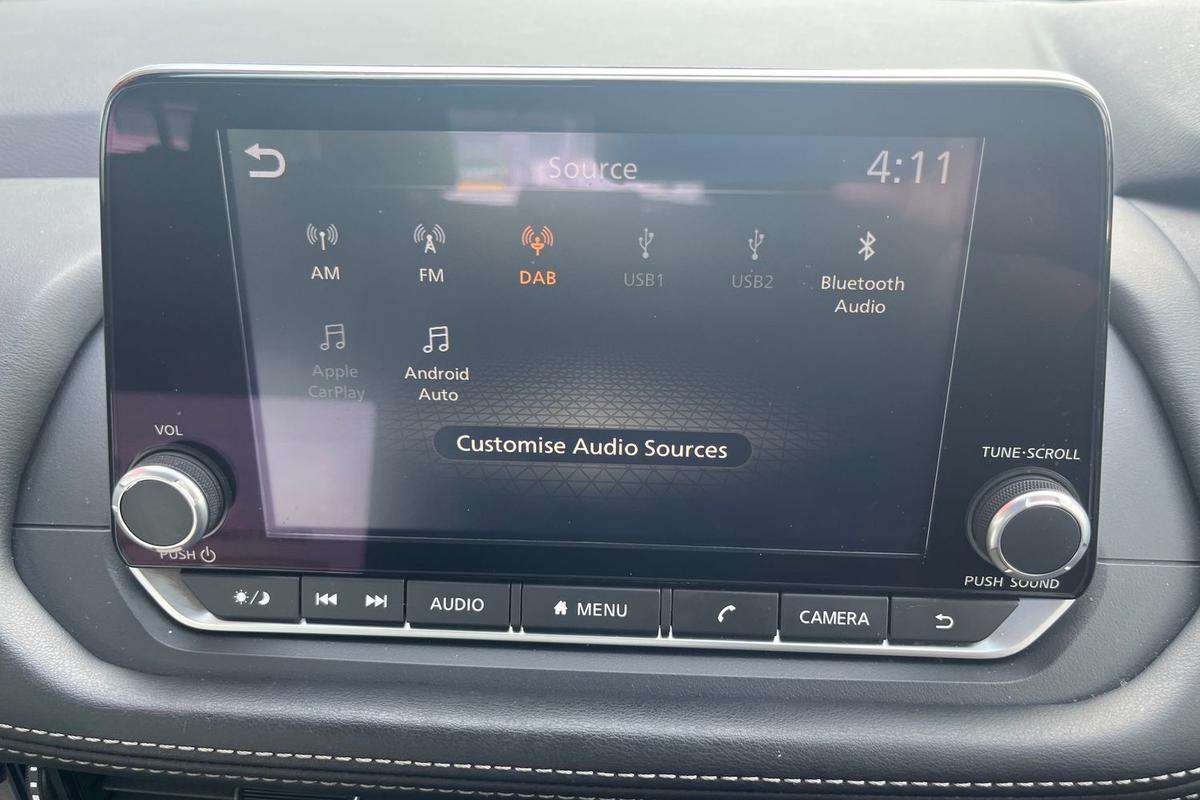 Source
4:11
AM
FM
DAB
USB1
USB2
Bluetooth
Audio
Apple
CarPlay
Android
Auto
Customise Audio Sources
VOL
PUSH
TUNE·SCROLL
PUSH SOUND
AUDIO
MENU
CAMERA